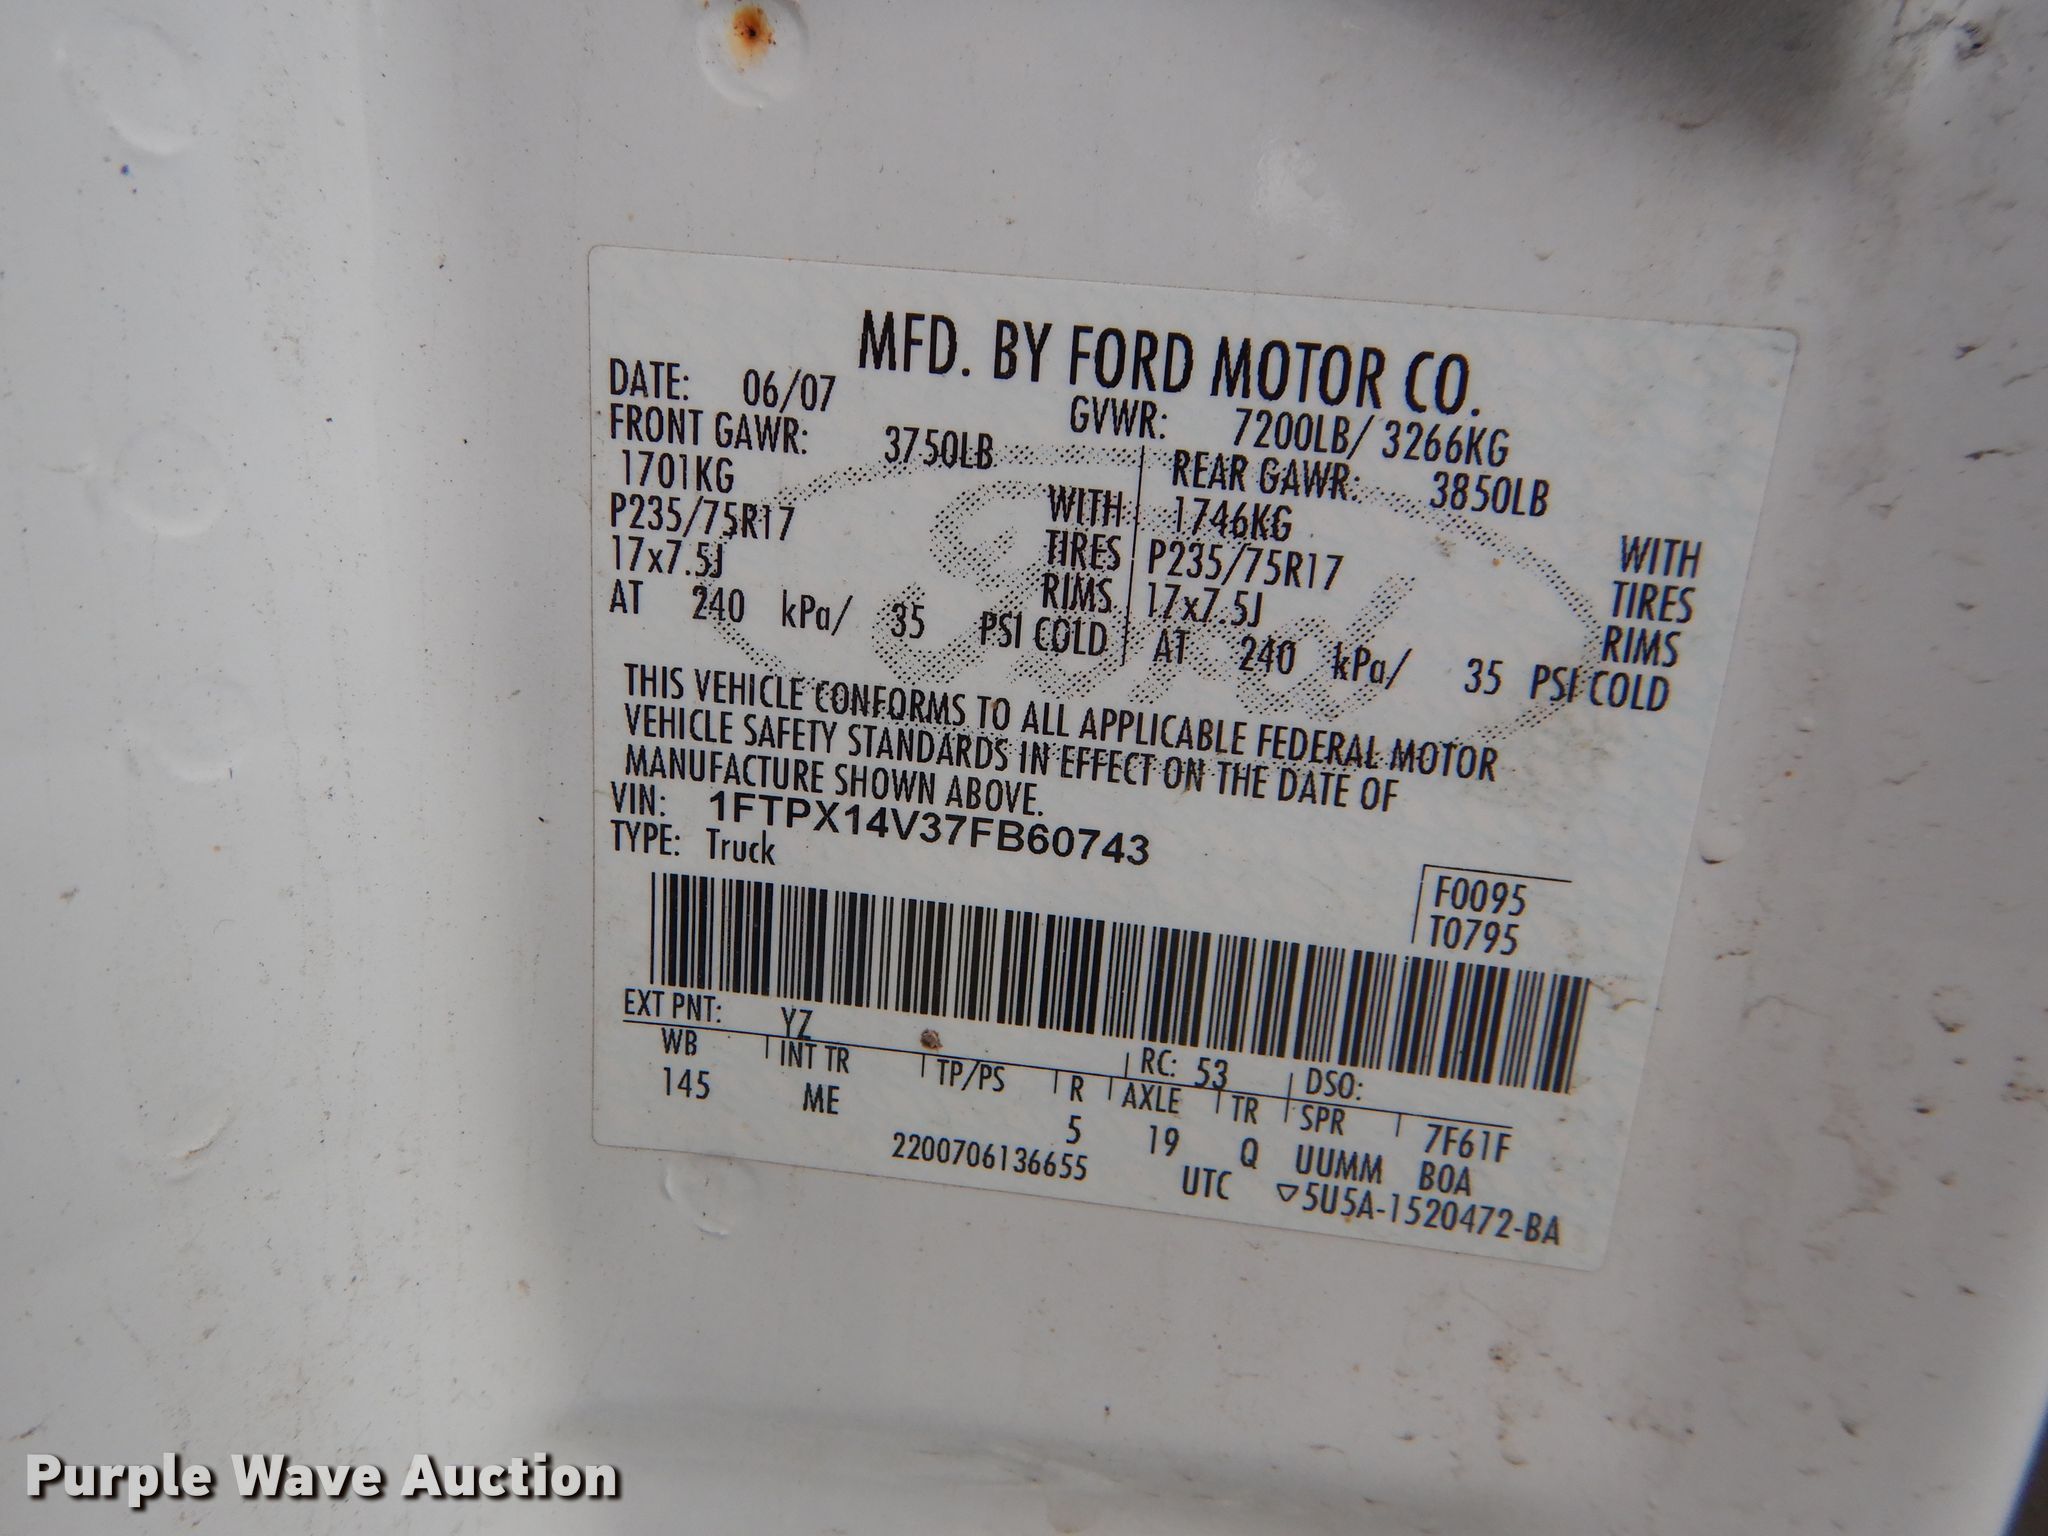 MFD. BY FORD MOTOR CO.
DATE: 06/07 GVWR: 7200LB/ 3266KG
FRONT GAWR: 3750LB REAR GAWR: 3850LB
1701KG WITH 1746KG WITH
P235/75R17 TIRES P235/75R17 TIRES
17x7.5J RIMS 17x7.5J RIMS
AT 240 kPa/ 35 PSI COLD AT 240 kPa/ 35 PSI COLD
THIS VEHICLE CONFORMS TO ALL APPLICABLE FEDERAL MOTOR
VEHICLE SAFETY STANDARDS IN EFFECT ON THE DATE OF
MANUFACTURE SHOWN ABOVE.
VIN: 1FTPX14V37FB60743
TYPE: Truck
F0095
T0795
EXT PNT: YZ RC: 53 DSO:
WB INT TR TP/PS R AXLE TR SPR 7F61F
145 ME 5 19 Q UUMM B0A
2200706136655 UTC ▽5U5A-1520472-BA
Ford
Purple Wave Auction